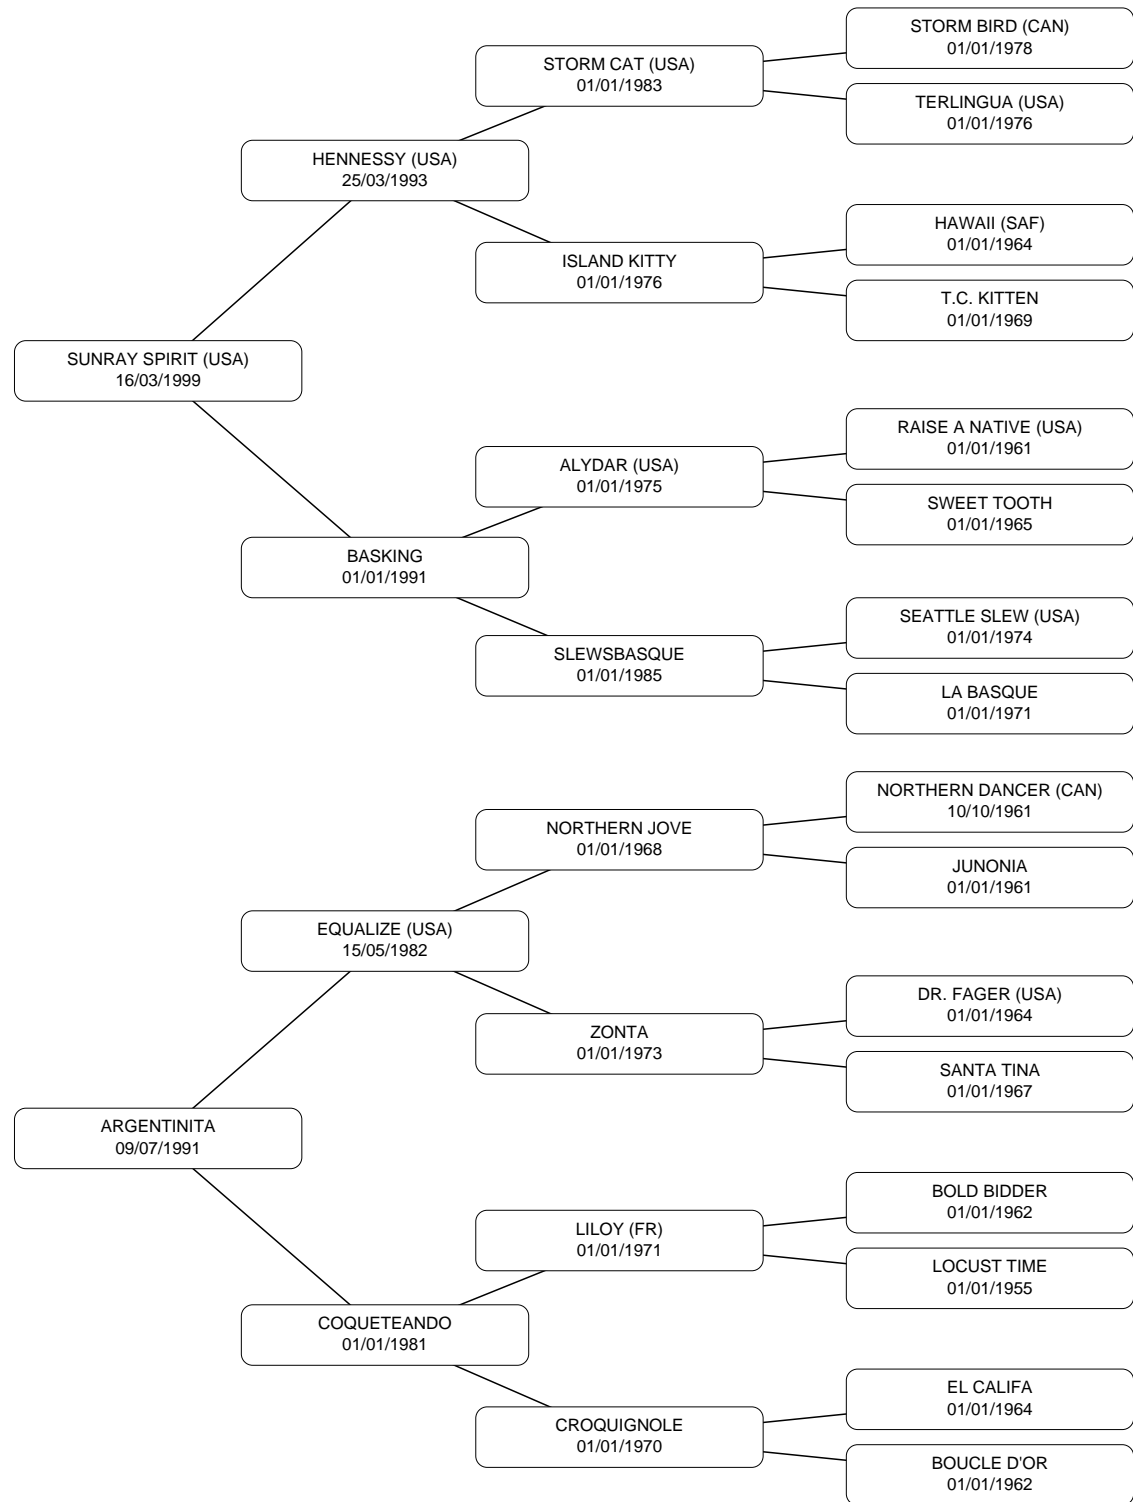 STORM BIRD (CAN)
01/01/1978
STORM CAT (USA)
01/01/1983
TERLINGUA (USA)
01/01/1976
HENNESSY (USA)
25/03/1993
HAWAII (SAF)
01/01/1964
ISLAND KITTY
01/01/1976
T.C. KITTEN
01/01/1969
SUNRAY SPIRIT (USA)
16/03/1999
RAISE A NATIVE (USA)
01/01/1961
ALYDAR (USA)
01/01/1975
SWEET TOOTH
01/01/1965
BASKING
01/01/1991
SEATTLE SLEW (USA)
01/01/1974
SLEWSBASQUE
01/01/1985
LA BASQUE
01/01/1971
NORTHERN DANCER (CAN)
10/10/1961
NORTHERN JOVE
01/01/1968
JUNONIA
01/01/1961
EQUALIZE (USA)
15/05/1982
DR. FAGER (USA)
01/01/1964
ZONTA
01/01/1973
SANTA TINA
01/01/1967
ARGENTINITA
09/07/1991
BOLD BIDDER
01/01/1962
LILOY (FR)
01/01/1971
LOCUST TIME
01/01/1955
COQUETEANDO
01/01/1981
EL CALIFA
01/01/1964
CROQUIGNOLE
01/01/1970
BOUCLE D'OR
01/01/1962